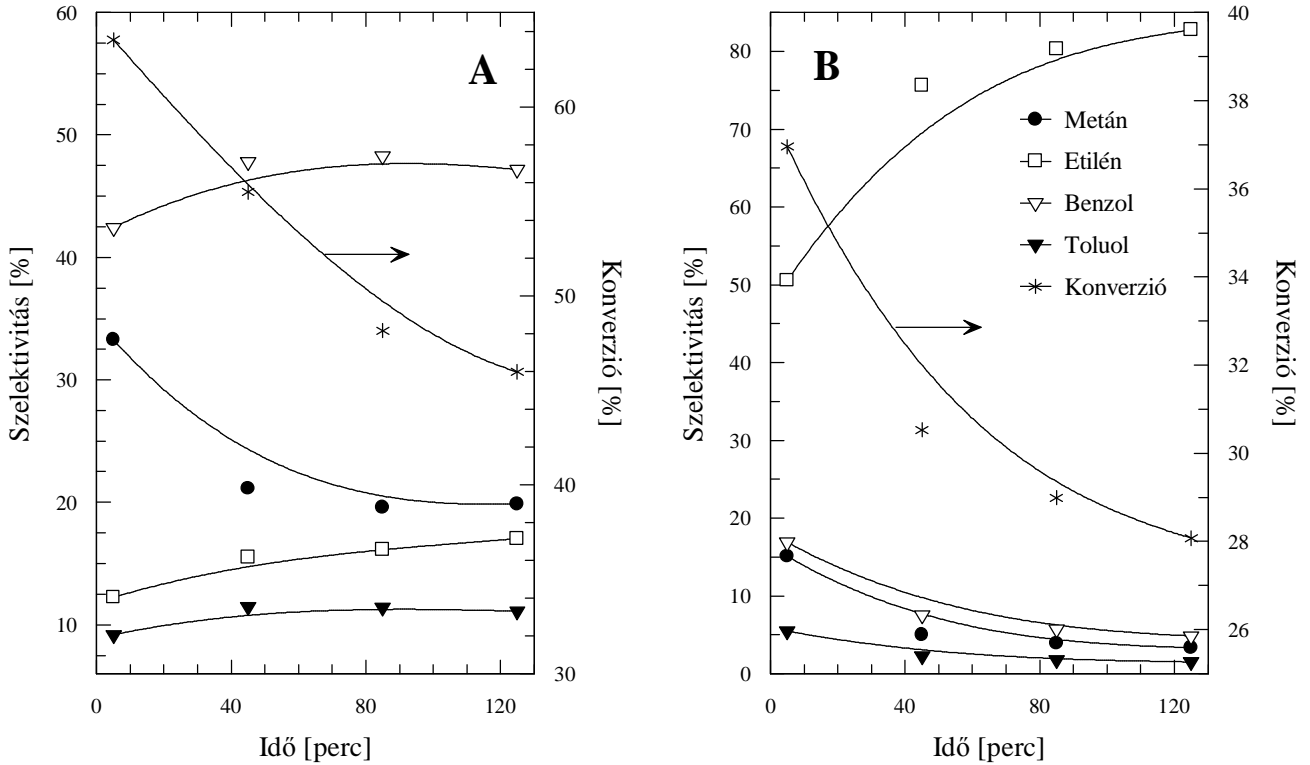 A
60
50
40
30
20
10
60
50
40
30
0
40
80
120
Szelektivitás [%]
Konverzió [%]
Idő [perc]
B
80
70
60
50
40
30
20
10
0
40
38
36
34
32
30
28
26
0
40
80
120
Szelektivitás [%]
Konverzió [%]
Idő [perc]
Metán
Etilén
Benzol
Toluol
Konverzió